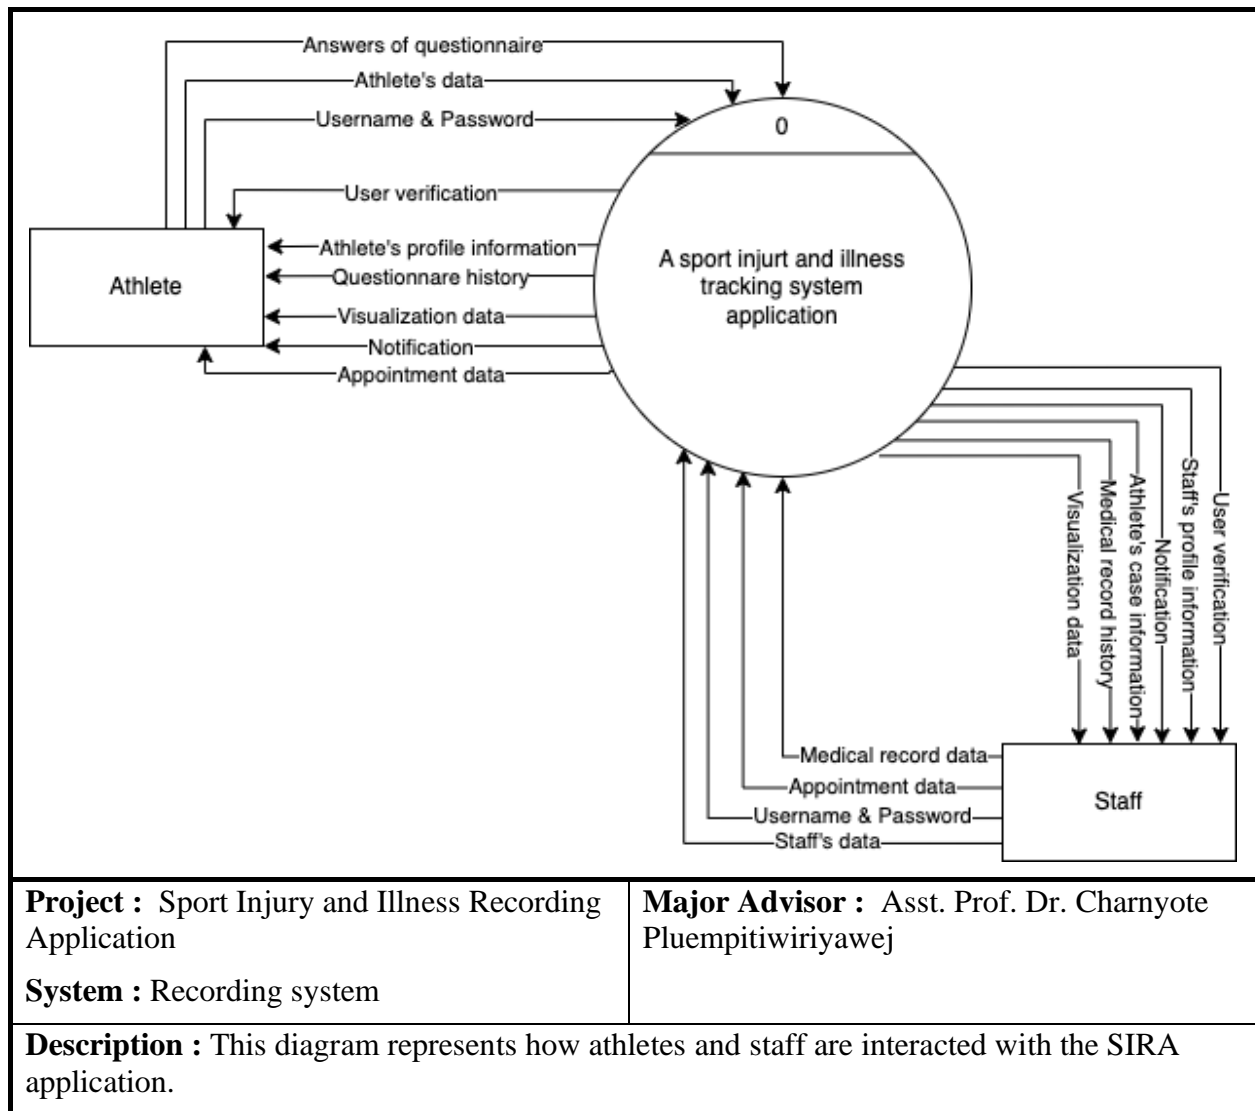 Answers of questionnaire
Athlete's data
Username & Password
0
User verification
Athlete's profile information
Questionnare history
Visualization data
Notification
Appointment data
Athlete
A sport injurt and illness
tracking system
application
Visualization data
Medical record history
Athlete's case information
Notification
Staff's profile information
User verification
Medical record data
Appointment data
Username & Password
Staff's data
Staff
Project : Sport Injury and Illness Recording
Application
System : Recording system
Major Advisor : Asst. Prof. Dr. Charnyote
Pluempitiwiriyawej
Description : This diagram represents how athletes and staff are interacted with the SIRA
application.